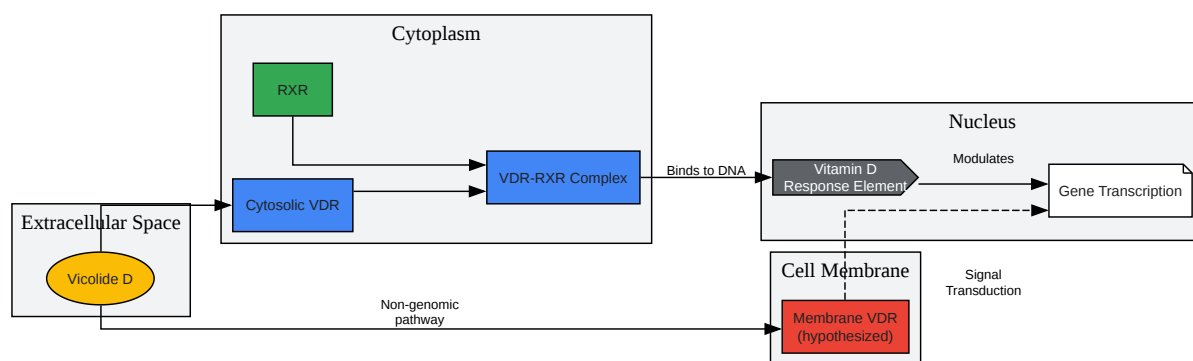 Cytoplasm
RXR
VDR-RXR Complex
Cytosolic VDR
Extracellular Space
Vicolide D
Non-genomic
pathway
Binds to DNA
Nucleus
Vitamin D
Response Element
Modulates
Gene Transcription
Cell Membrane
Membrane VDR
(hypothesized)
Signal
Transduction